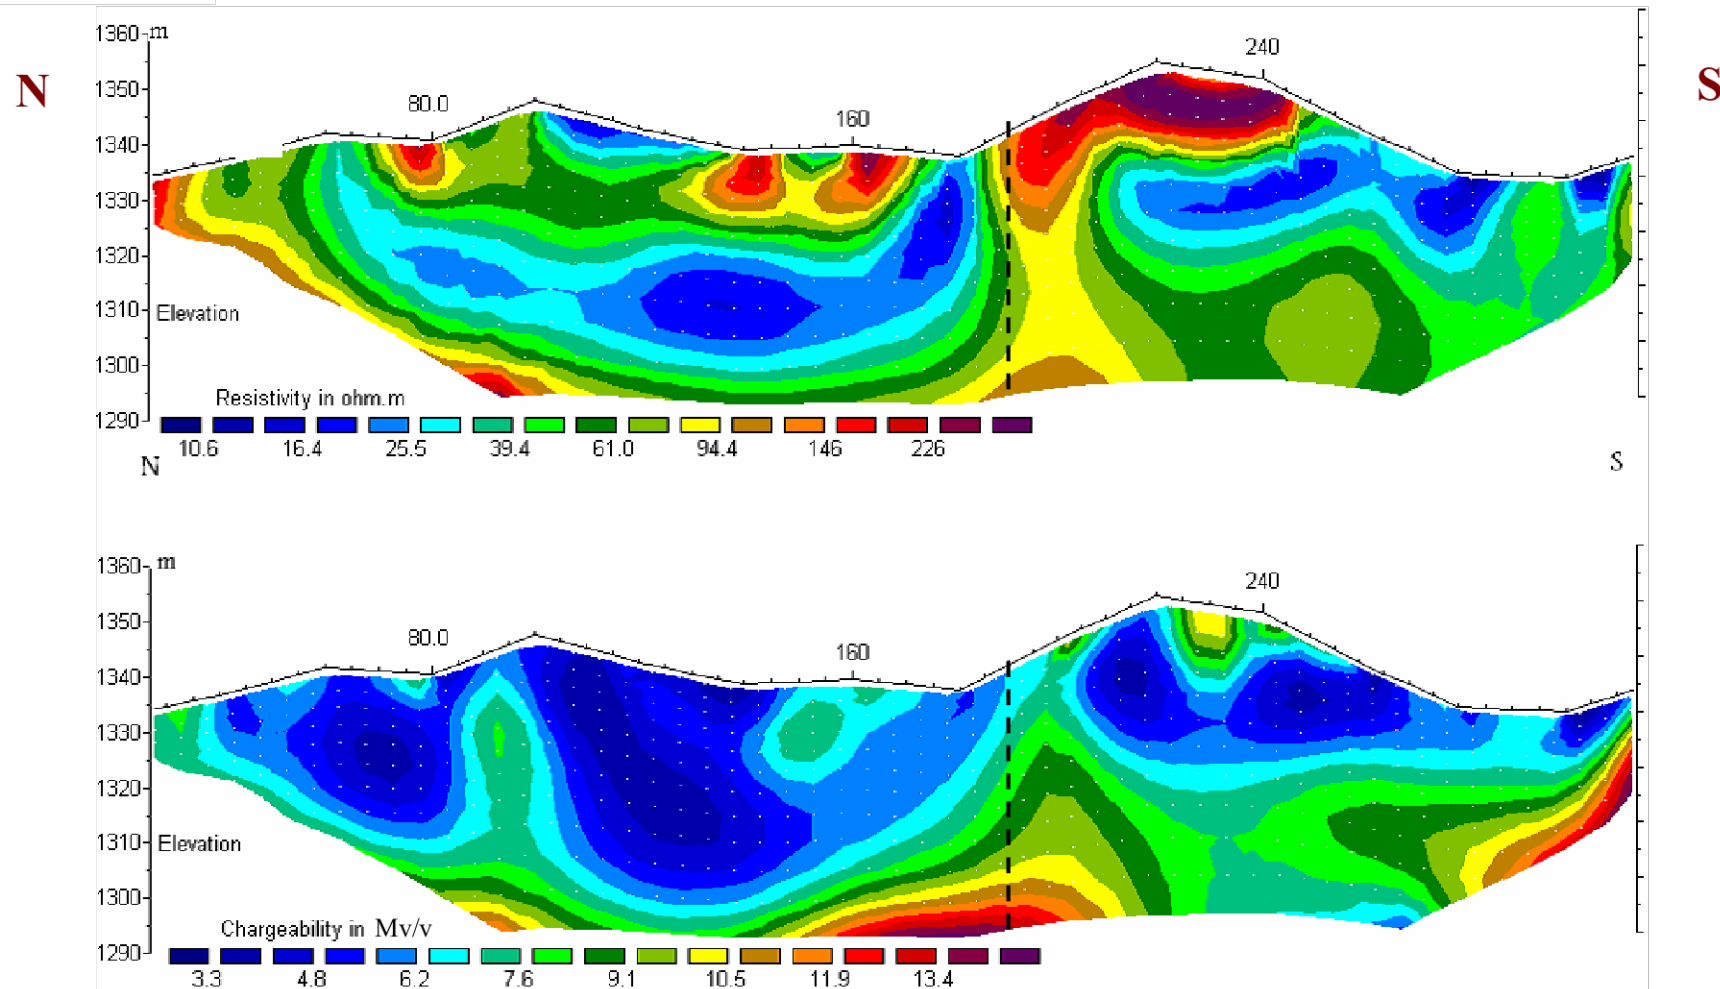 1360 m
240
N
S
1350
80.0
160
1340
1330
1320
1310
Elevation
1300
Resistivity in ohm.m
1290
10.6 16.4 25.5 39.4 61.0 94.4 146 226
N
S
1360 m
240
1350
80.0
160
1340
1330
1320
1310
Elevation
1300
Chargeability in Mv/v
1290
3.3 4.8 6.2 7.6 9.1 10.5 11.9 13.4